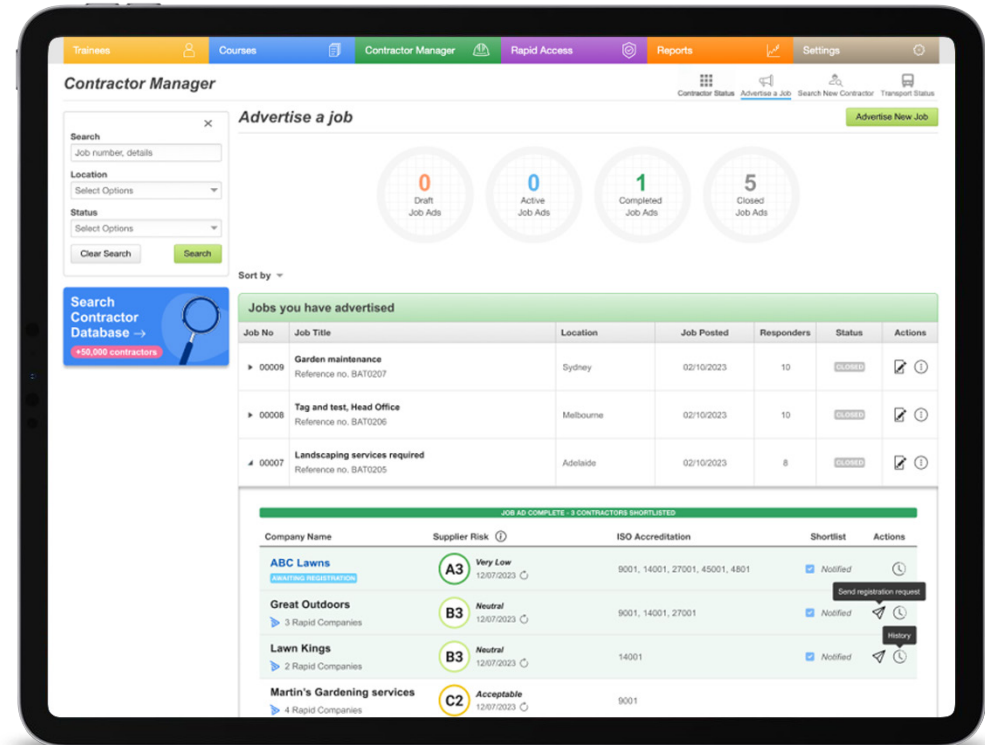 Trainees
Courses
Contractor Manager
Rapid Access
Reports
Settings
Contractor Manager
Contractor Status
Advertise a Job
Search New Contractor
Transport Status
Search
Job number, details
Location
Select Options
Status
Select Options
Clear Search
Search
Search
Contractor
Database →
+50,000 contractors
Advertise a job
Advertise New Job
0
Draft
Job Ads
0
Active
Job Ads
1
Completed
Job Ads
5
Closed
Job Ads
Sort by
Jobs you have advertised
Job No Job Title Location Job Posted Responders Status Actions
00009 Garden maintenance Sydney 02/10/2023 10 CLOSED
Reference no. BAT0207
00008 Tag and test, Head Office Melbourne 02/10/2023 10 CLOSED
Reference no. BAT0206
00007 Landscaping services required Adelaide 02/10/2023 8 CLOSED
Reference no. BAT0205
JOB AD COMPLETE - 3 CONTRACTORS SHORTLISTED
Company Name Supplier Risk ISO Accreditation Shortlist Actions
ABC Lawns A3 Very Low 9001, 14001, 27001, 45001, 4801 Notified
AWAITING REGISTRATION 12/07/2023
Send registration request
Great Outdoors B3 Neutral 9001, 14001, 27001 Notified
3 Rapid Companies 12/07/2023
History
Lawn Kings B3 Neutral 14001 Notified
2 Rapid Companies 12/07/2023
Martin's Gardening services C2 Acceptable 9001
4 Rapid Companies 12/07/2023